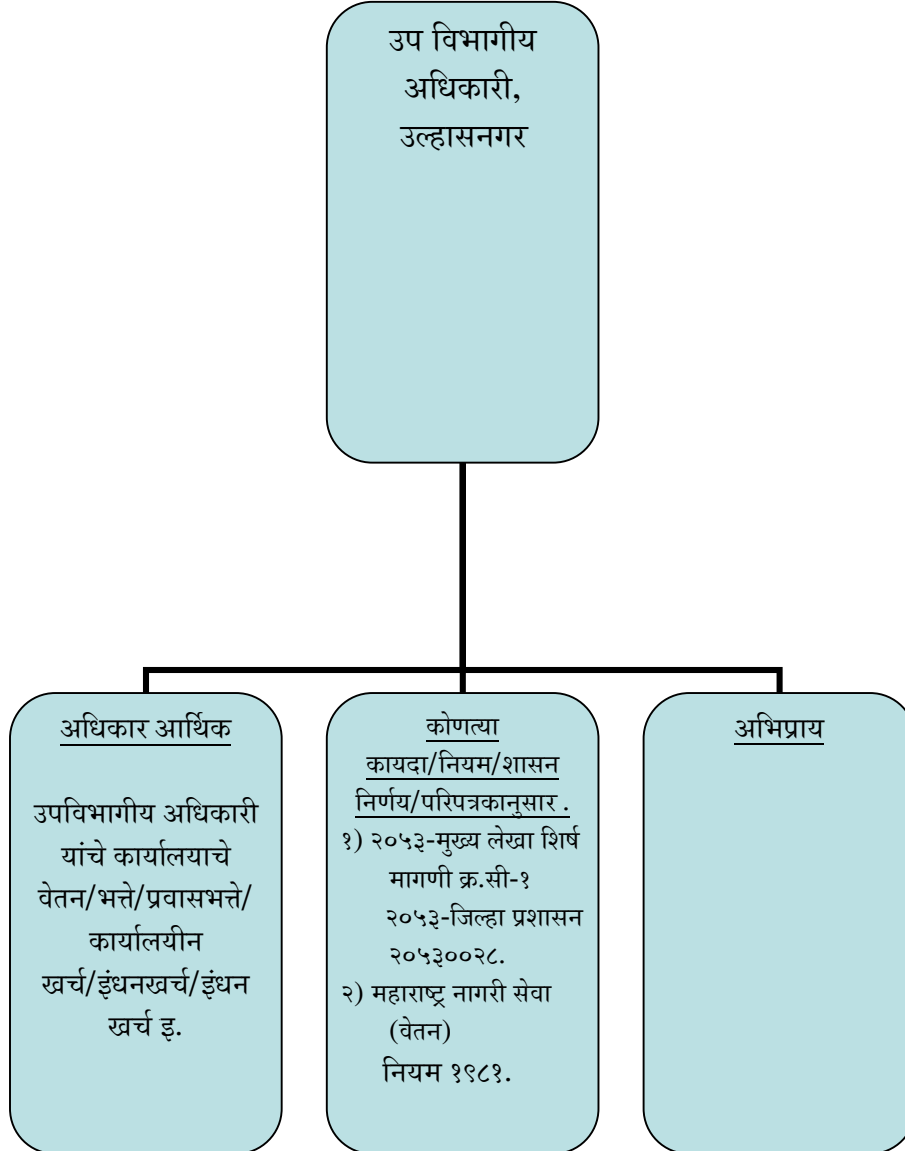 उप विभागीय
अधिकारी,
उल्हासनगर
अधिकार आर्थिक
उपविभागीय अधिकारी
यांचे कार्यालयाचे
वेतन/भत्ते/प्रवासभत्ते/
कार्यालयीन
खर्च/इंधनखर्च/इंधन
खर्च इ.
कोणत्या
कायदा/नियम/शासन
निर्णय/परिपत्रकानुसार .
१) २०५३-मुख्य लेखा शिर्ष
मागणी क्र.सी-१
२०५३-जिल्हा प्रशासन
२०५३००२८.
२) महाराष्ट्र नागरी सेवा
(वेतन)
नियम १९८१.
अभिप्राय